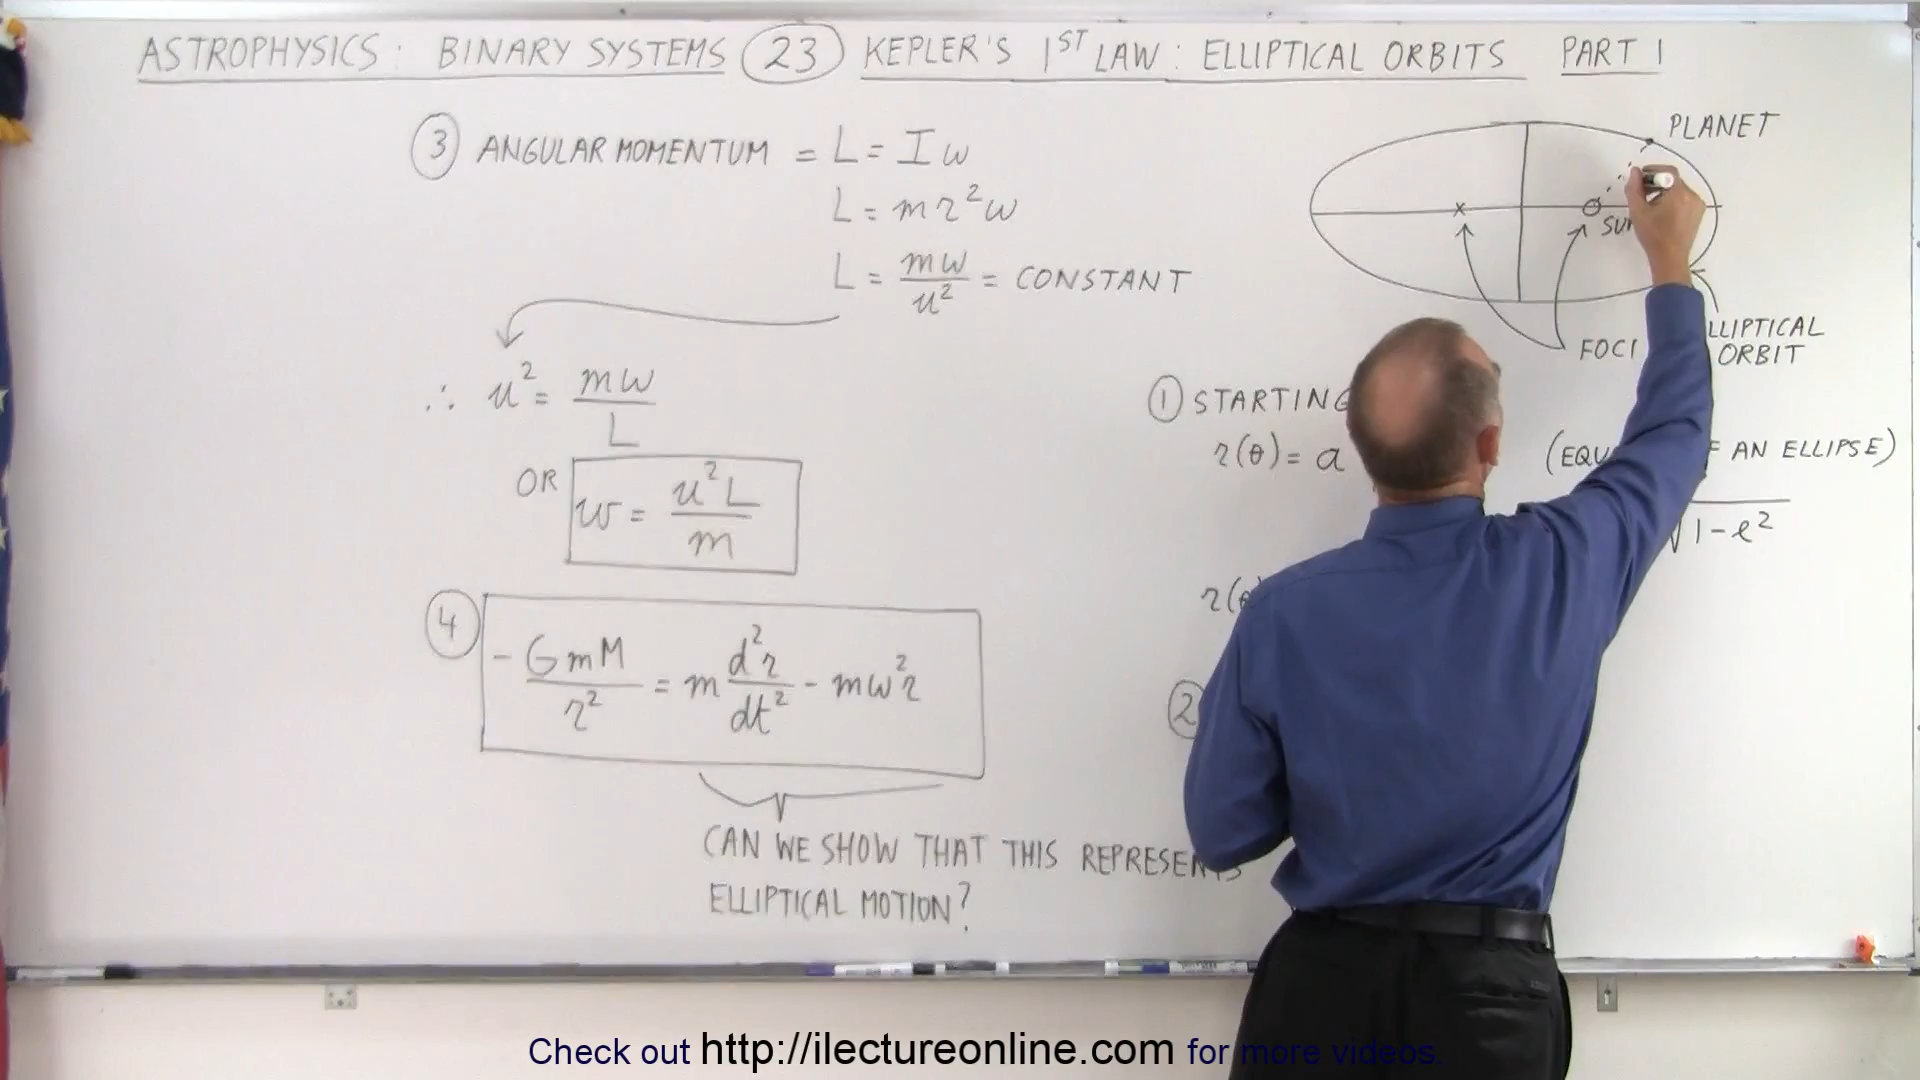 ASTROPHYSICS: BINARY SYSTEMS 23 KEPLER'S 1ST LAW: ELLIPTICAL ORBITS PART 1
③ ANGULAR MOMENTUM = L = Iω
L = mr²ω
L = mω/u² = CONSTANT
∴ u² = mω/L
OR ω = u²L/m
④ -GmM/r² = m d²r/dt² - mω²r
CAN WE SHOW THAT THIS REPRESENTS
ELLIPTICAL MOTION?
PLANET
x
FOCI
LLIPTICAL
ORBIT
① STARTING
r(θ) = a
AN ELLIPSE)
√1-e²
②
Check out http://ilectureonline.com for more videos.